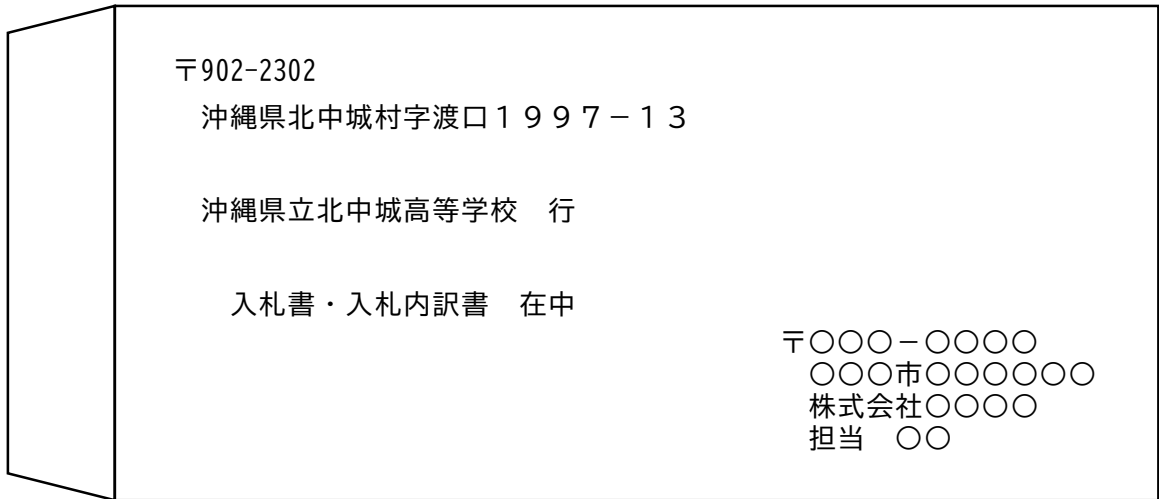 〒902-2302
沖縄県北中城村字渡口１９９７－１３
沖縄県立北中城高等学校　行
入札書・入札内訳書　在中
〒○○○－○○○○
○○○市○○○○○○
株式会社○○○○
担当　○○